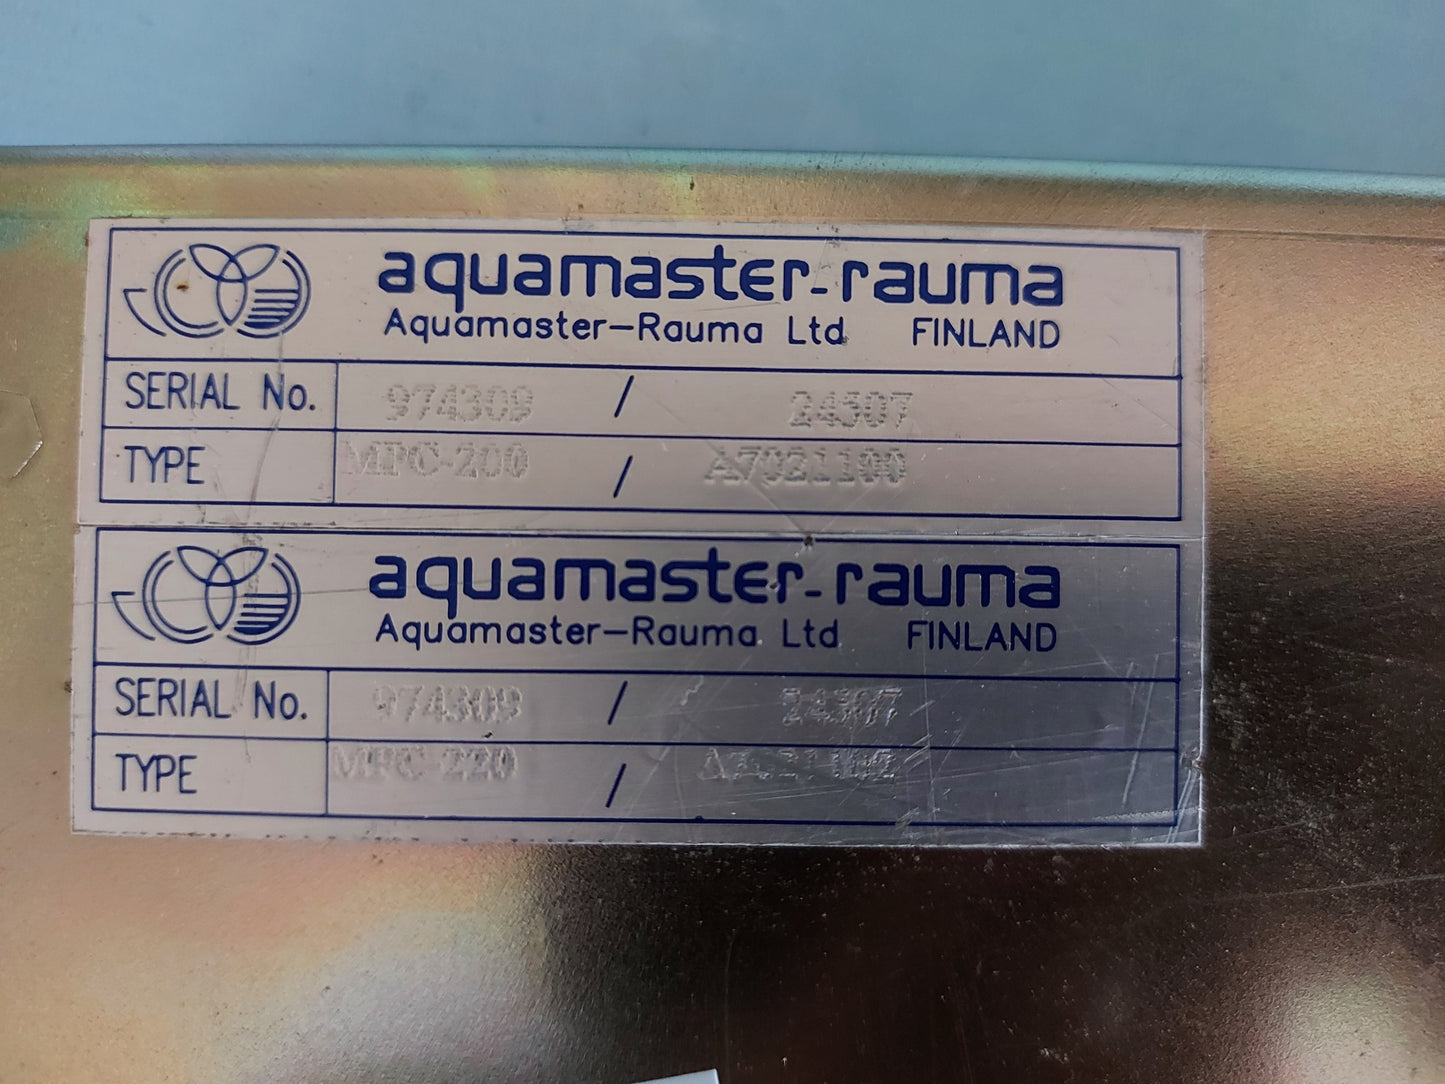 aquamaster-rauma
Aquamaster-Rauma Ltd FINLAND
SERIAL No. 974309 / 24307
TYPE MPC-200 / A7021100
aquamaster-rauma
Aquamaster-Rauma Ltd FINLAND
SERIAL No. 974309 / 24307
TYPE MPC-220 /